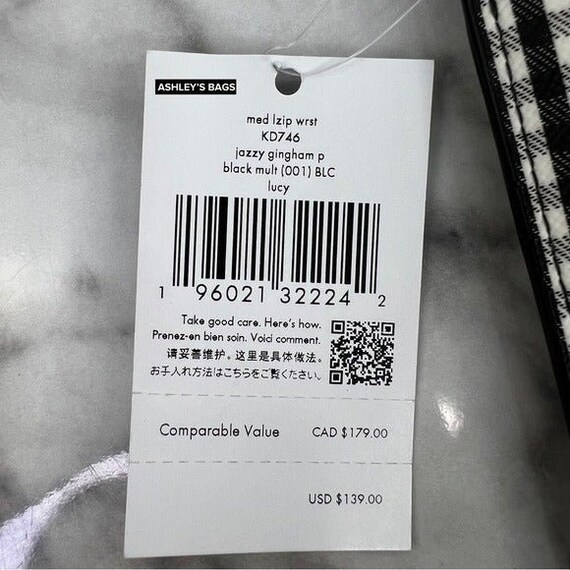 ASHLEY'S BAGS
med lzip wrst
KD746
jazzy gingham p
black mult (001) BLC
lucy
1 96021 32224 2
Take good care. Here's how.
Prenez-en bien soin. Voici comment.
请妥善维护。这里是具体做法。
お手入れ方法はこちらをご覧ください。
Comparable Value CAD $179.00
USD $139.00